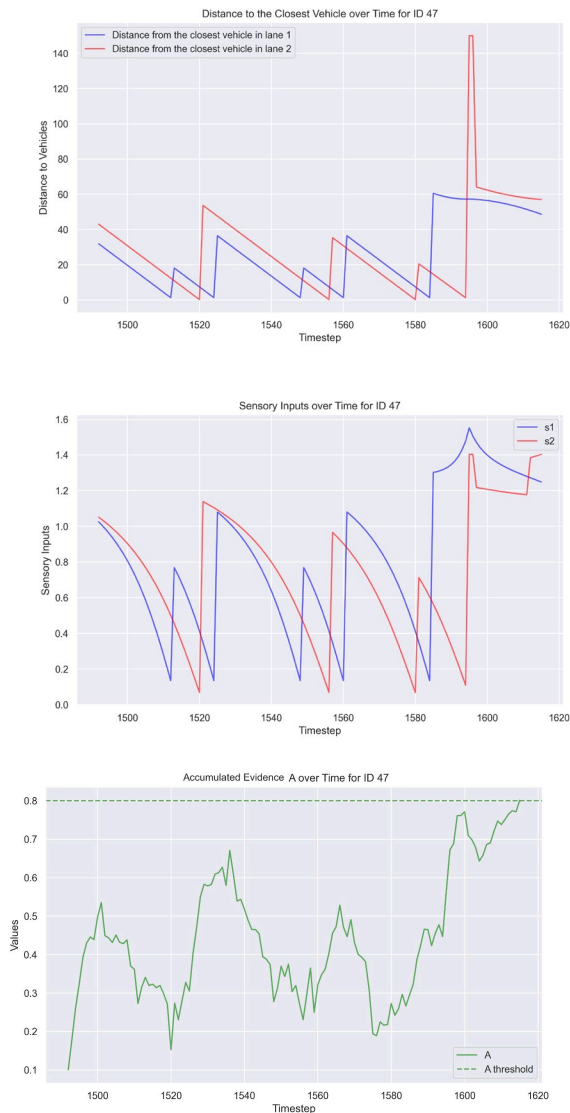 Distance to the Closest Vehicle over Time for ID 47
Distance from the closest vehicle in lane 1
Distance from the closest vehicle in lane 2
140
120
100
80
60
40
20
0
Distance to Vehicles
1500 1520 1540 1560 1580 1600
Timestep
Sensory Inputs over Time for ID 47
s1
s2
1.6
1.4
1.2
1.0
0.8
0.6
0.4
0.2
0.0
Sensory Inputs
1500 1520 1540 1560 1580 1600
Timestep
Accumulated Evidence A over Time for ID 47
0.8
0.7
0.6
0.5
0.4
0.3
0.2
0.1
Values
A
A threshold
1500 1520 1540 1560 1580 1600 1620
Timestep